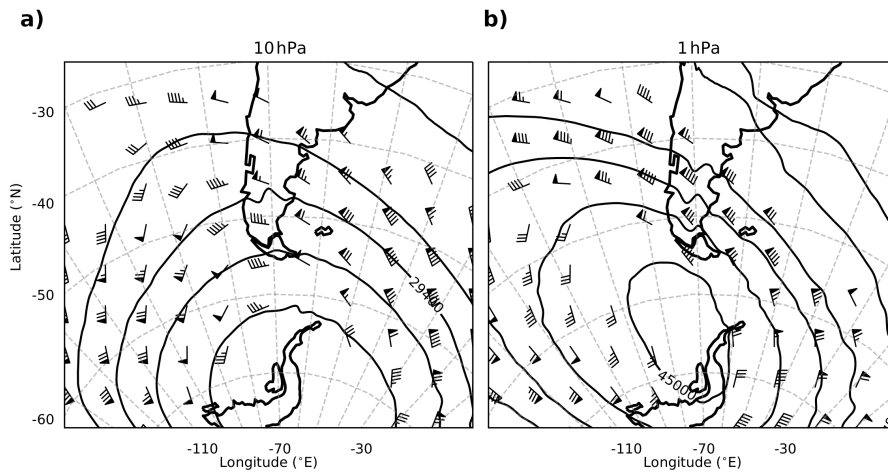 a)
b)
10 hPa
1 hPa
-30
-40
-50
-60
Latitude (°N)
29400
45000
-110
-70
-30
-110
-70
-30
Longitude (°E)
Longitude (°E)